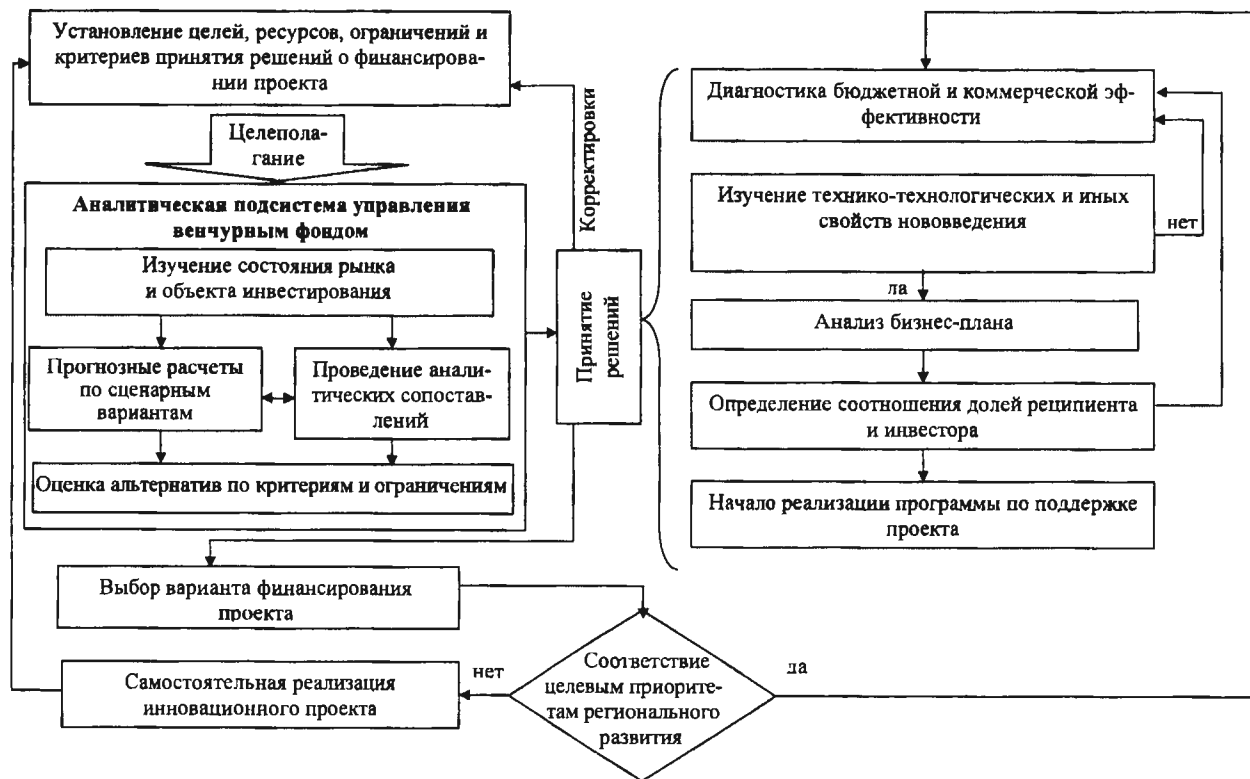 Установление целей, ресурсов, ограничений и
критериев принятия решений о финансирова-
нии проекта
Целепола-
гание
Аналитическая подсистема управления
венчурным фондом
Изучение состояния рынка
и объекта инвестирования
Прогнозные расчеты
по сценарным
вариантам
Проведение анали-
тических сопостав-
лений
Оценка альтернатив по критериям и ограничениям
Корректировки
Принятие
решений
Диагностика бюджетной и коммерческой эф-
фективности
Изучение технико-технологических и иных
свойств нововведения
нет
да
Анализ бизнес-плана
Определение соотношения долей реципиента
и инвестора
Начало реализации программы по поддержке
проекта
Выбор варианта финансирования
проекта
Самостоятельная реализация
инновационного проекта
нет
Соответствие
целевым приорите-
там регионального
развития
да